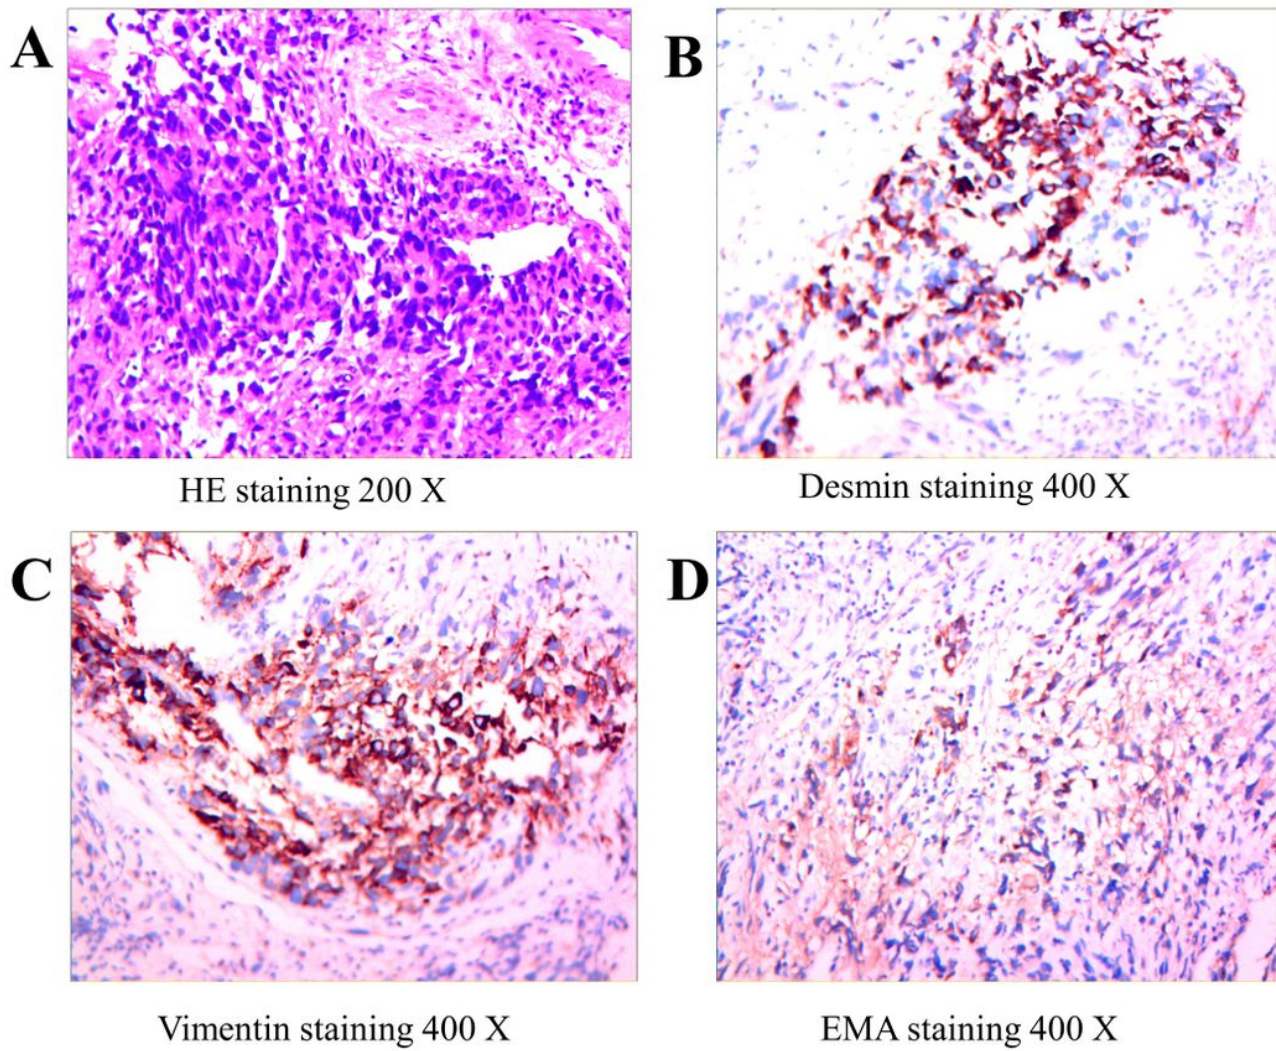 A
B
HE staining 200 X
Desmin staining 400 X
C
D
Vimentin staining 400 X
EMA staining 400 X